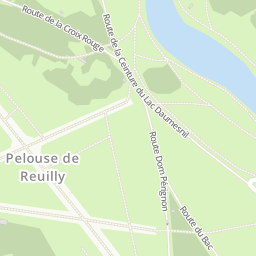 Route de la Croix Rouge
Route de la Ceinture du Lac Daumesnil
Pelouse de
Reuilly
Route Dom Pérignon
Route du Bac